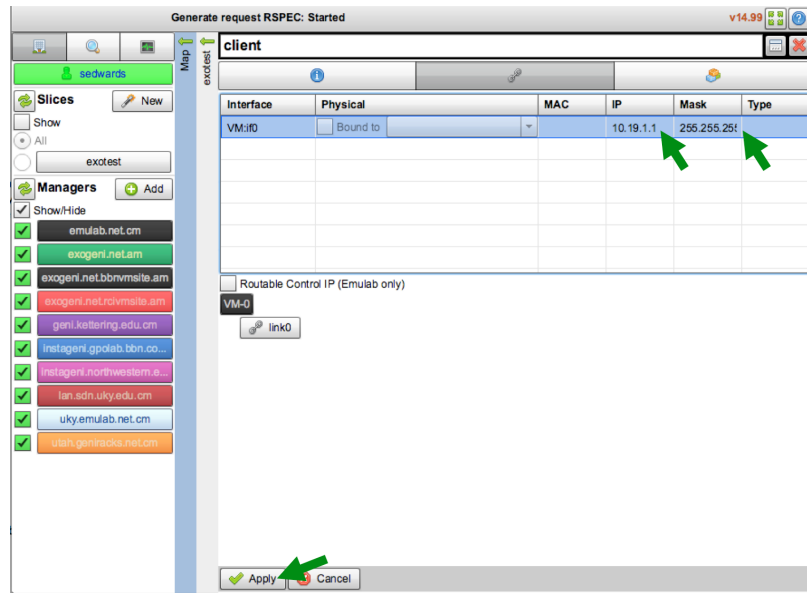 Generate request RSPEC: Started
v14.99
sedwards
Slices
New
Show
All
exotest
Managers
Add
Show/Hide
emulab.net.cm
exogeni.net.am
exogeni.net.bbnvmsite.am
exogeni.net.rcivmsite.am
geni.kettering.edu.cm
instageni.gpolab.bbn.co...
instageni.northwestern.e...
lan.sdn.uky.edu.cm
uky.emulab.net.cm
utah.geniracks.net.cm
Map
exotest
client
Interface Physical MAC IP Mask Type
VM:if0 Bound to 10.19.1.1 255.255.25
Routable Control IP (Emulab only)
VM-0
link0
Apply Cancel